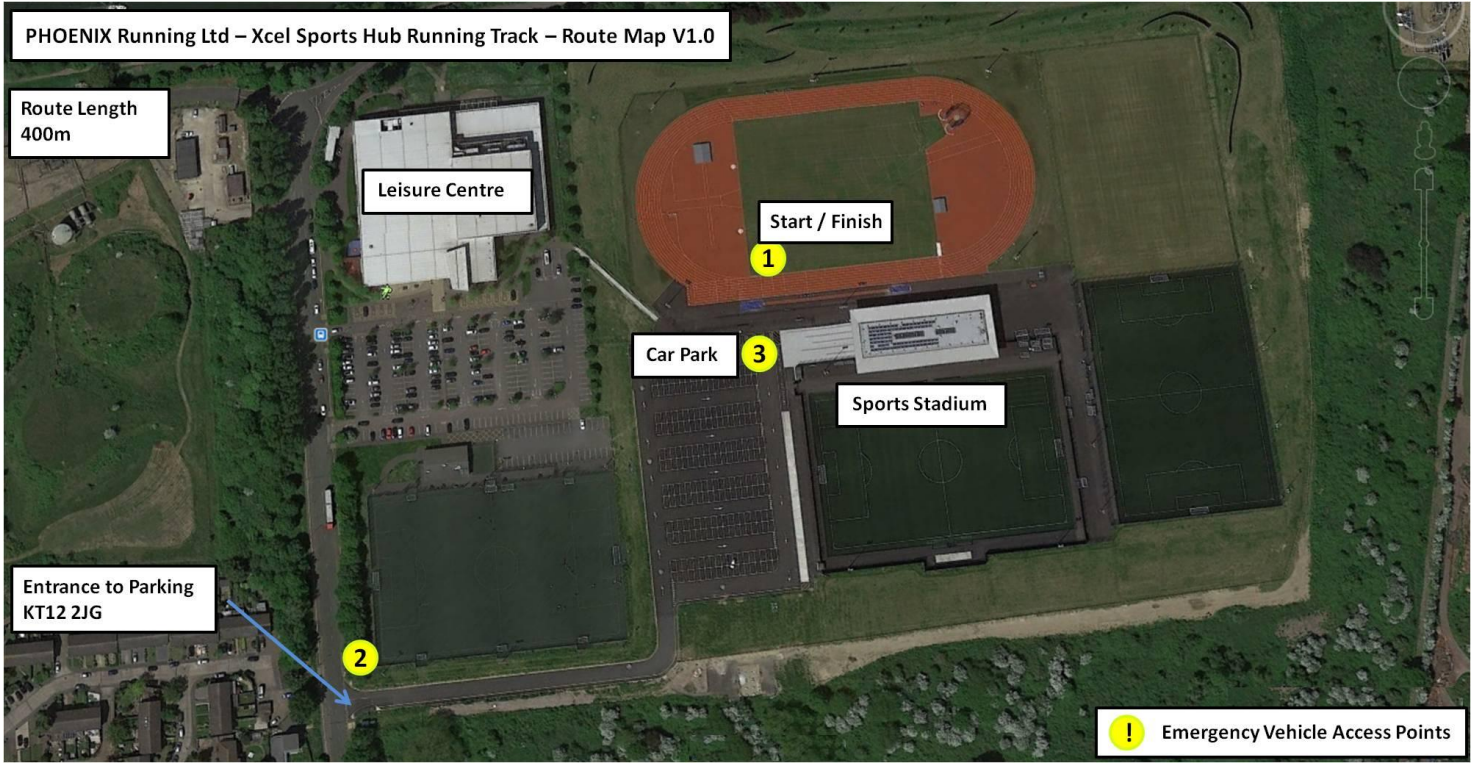 PHOENIX Running Ltd – Xcel Sports Hub Running Track – Route Map V1.0
Route Length
400m
Leisure Centre
Start / Finish
1
Car Park
3
Sports Stadium
Entrance to Parking
KT12 2JG
2
! Emergency Vehicle Access Points